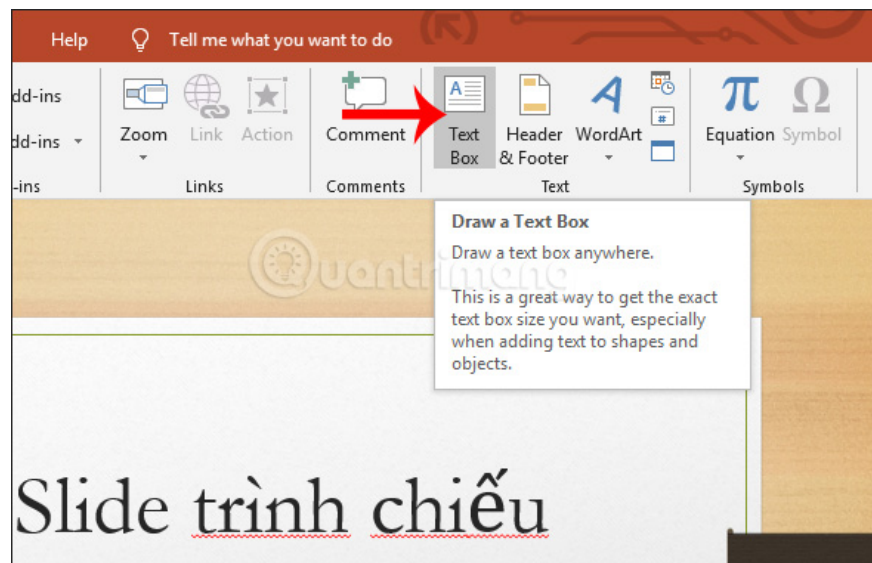 Help Tell me what you want to do
dd-ins
dd-ins
-ins
Zoom Link Action
Links
Comment
Comments
Text Header WordArt
Box & Footer
Text
Equation Symbol
Symbols
Draw a Text Box
Draw a text box anywhere.
This is a great way to get the exact
text box size you want, especially
when adding text to shapes and
objects.
Quantrimang
Slide trình chiếu